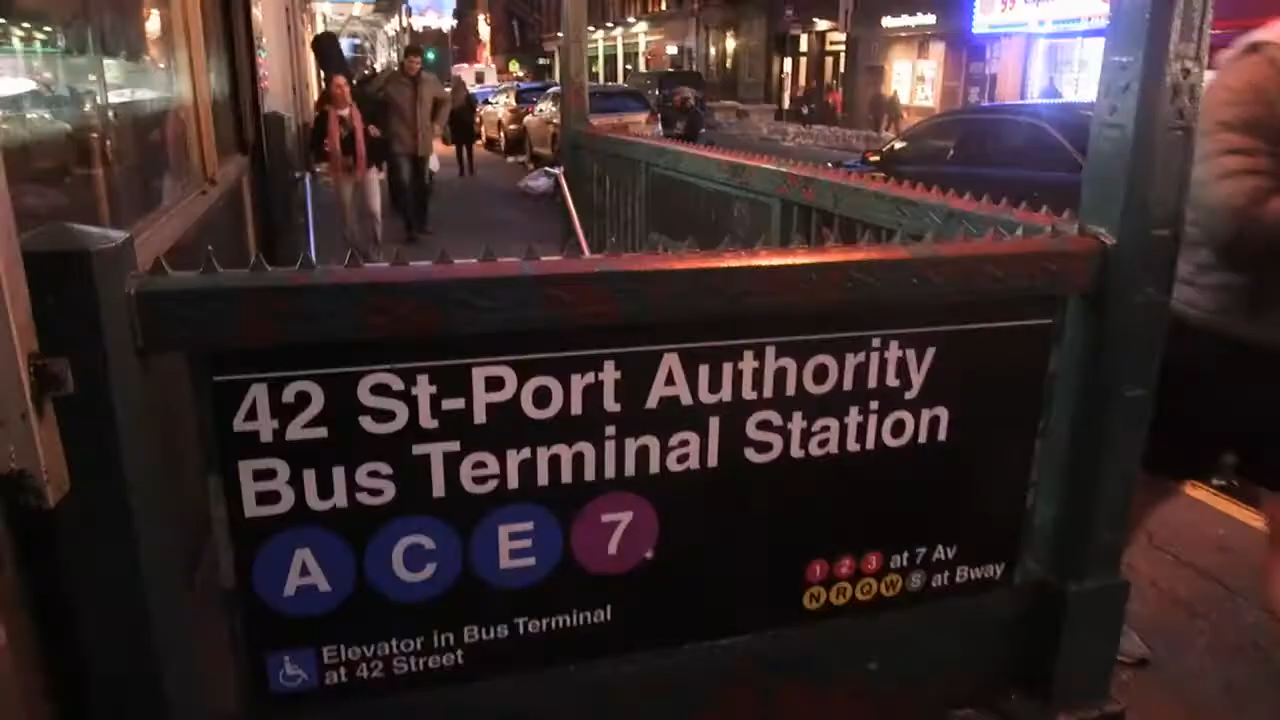 42 St-Port Authority
Bus Terminal Station
A C E 7
1 2 3 at 7 Av
N R Q W S at Bway
Elevator in Bus Terminal
at 42 Street